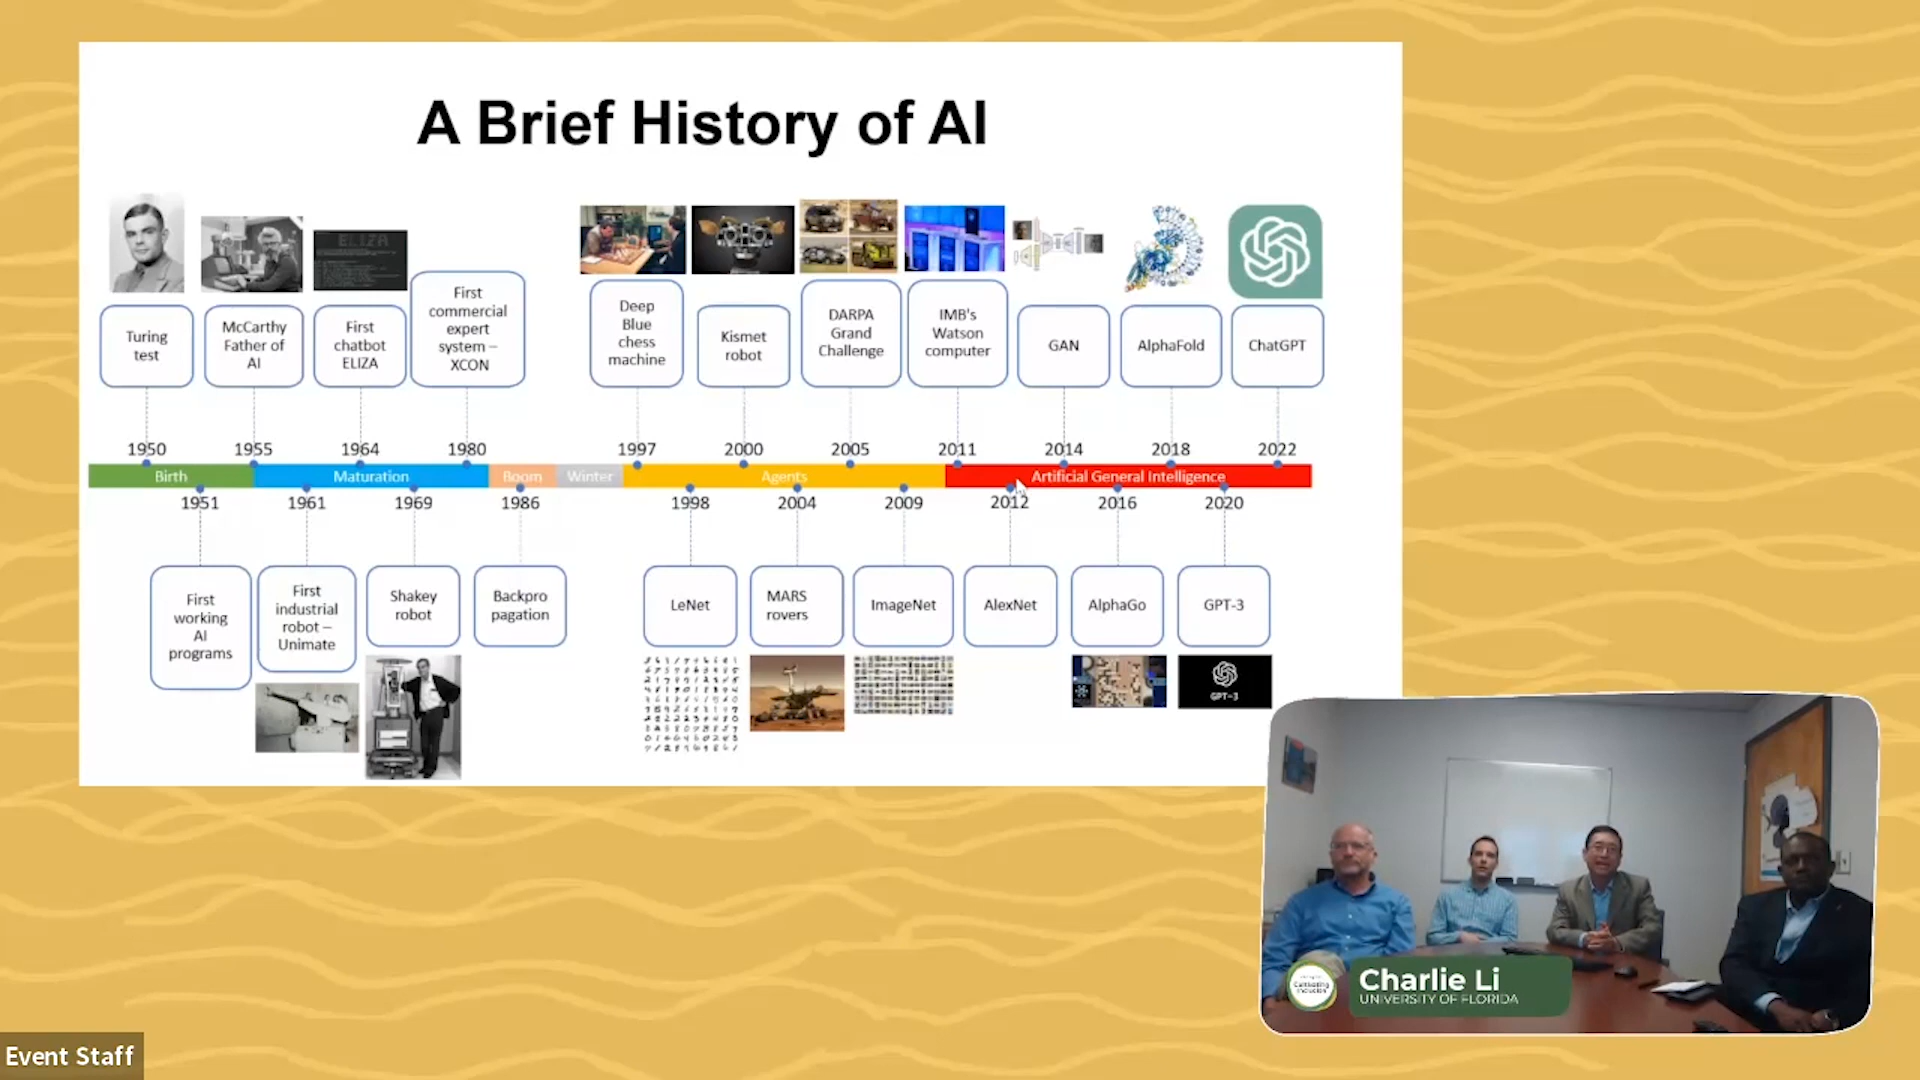 A Brief History of AI
ELIZA
Turing
test
McCarthy
Father of
AI
First
chatbot
ELIZA
First
commercial
expert
system –
XCON
Deep
Blue
chess
machine
Kismet
robot
DARPA
Grand
Challenge
IMB's
Watson
computer
GAN
AlphaFold
ChatGPT
1950
1955
1964
1980
1997
2000
2005
2011
2014
2018
2022
Birth
Maturation
Boom
Winter
Agents
Artificial General Intelligence
1951
1961
1969
1986
1998
2004
2009
2012
2016
2020
First
working
AI
programs
First
industrial
robot –
Unimate
Shakey
robot
Backpro
pagation
LeNet
MARS
rovers
ImageNet
AlexNet
AlphaGo
GPT-3
GPT-3
Cultivating
Inclusion
Charlie Li
UNIVERSITY OF FLORIDA
Event Staff